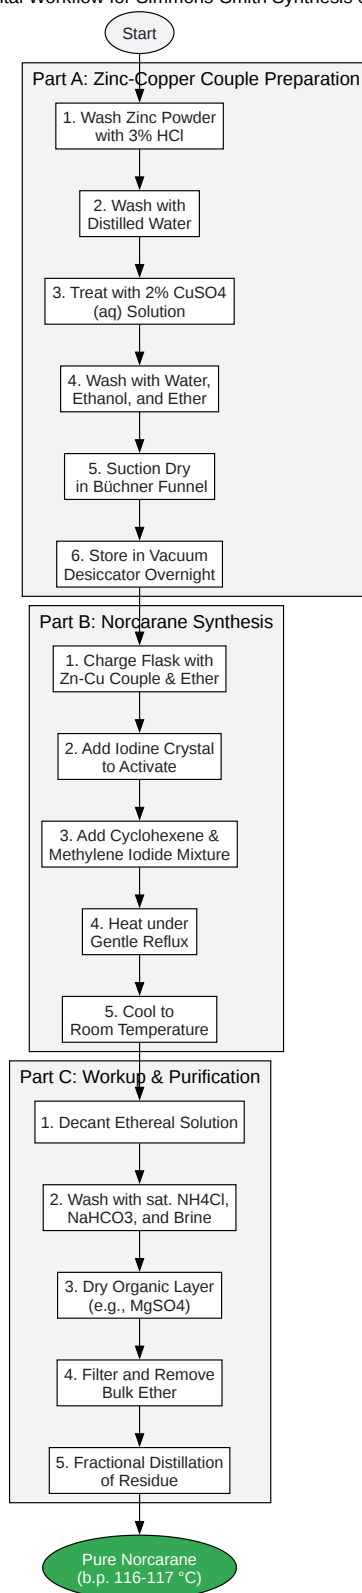 Workflow for Simmons-Smith Synthesis
Start
Part A: Zinc-Copper Couple Preparation
1. Wash Zinc Powder
with 3% HCl
2. Wash with
Distilled Water
3. Treat with 2% CuSO4
(aq) Solution
4. Wash with Water,
Ethanol, and Ether
5. Suction Dry
in Büchner Funnel
6. Store in Vacuum
Desiccator Overnight
Part B: Norcarane Synthesis
1. Charge Flask with
Zn-Cu Couple & Ether
2. Add Iodine Crystal
to Activate
3. Add Cyclohexene &
Methylene Iodide Mixture
4. Heat under
Gentle Reflux
5. Cool to
Room Temperature
Part C: Workup & Purification
1. Decant Ethereal Solution
2. Wash with sat. NH4Cl,
NaHCO3, and Brine
3. Dry Organic Layer
(e.g., MgSO4)
4. Filter and Remove
Bulk Ether
5. Fractional Distillation
of Residue
Pure Norcarane
(b.p. 116-117 °C)